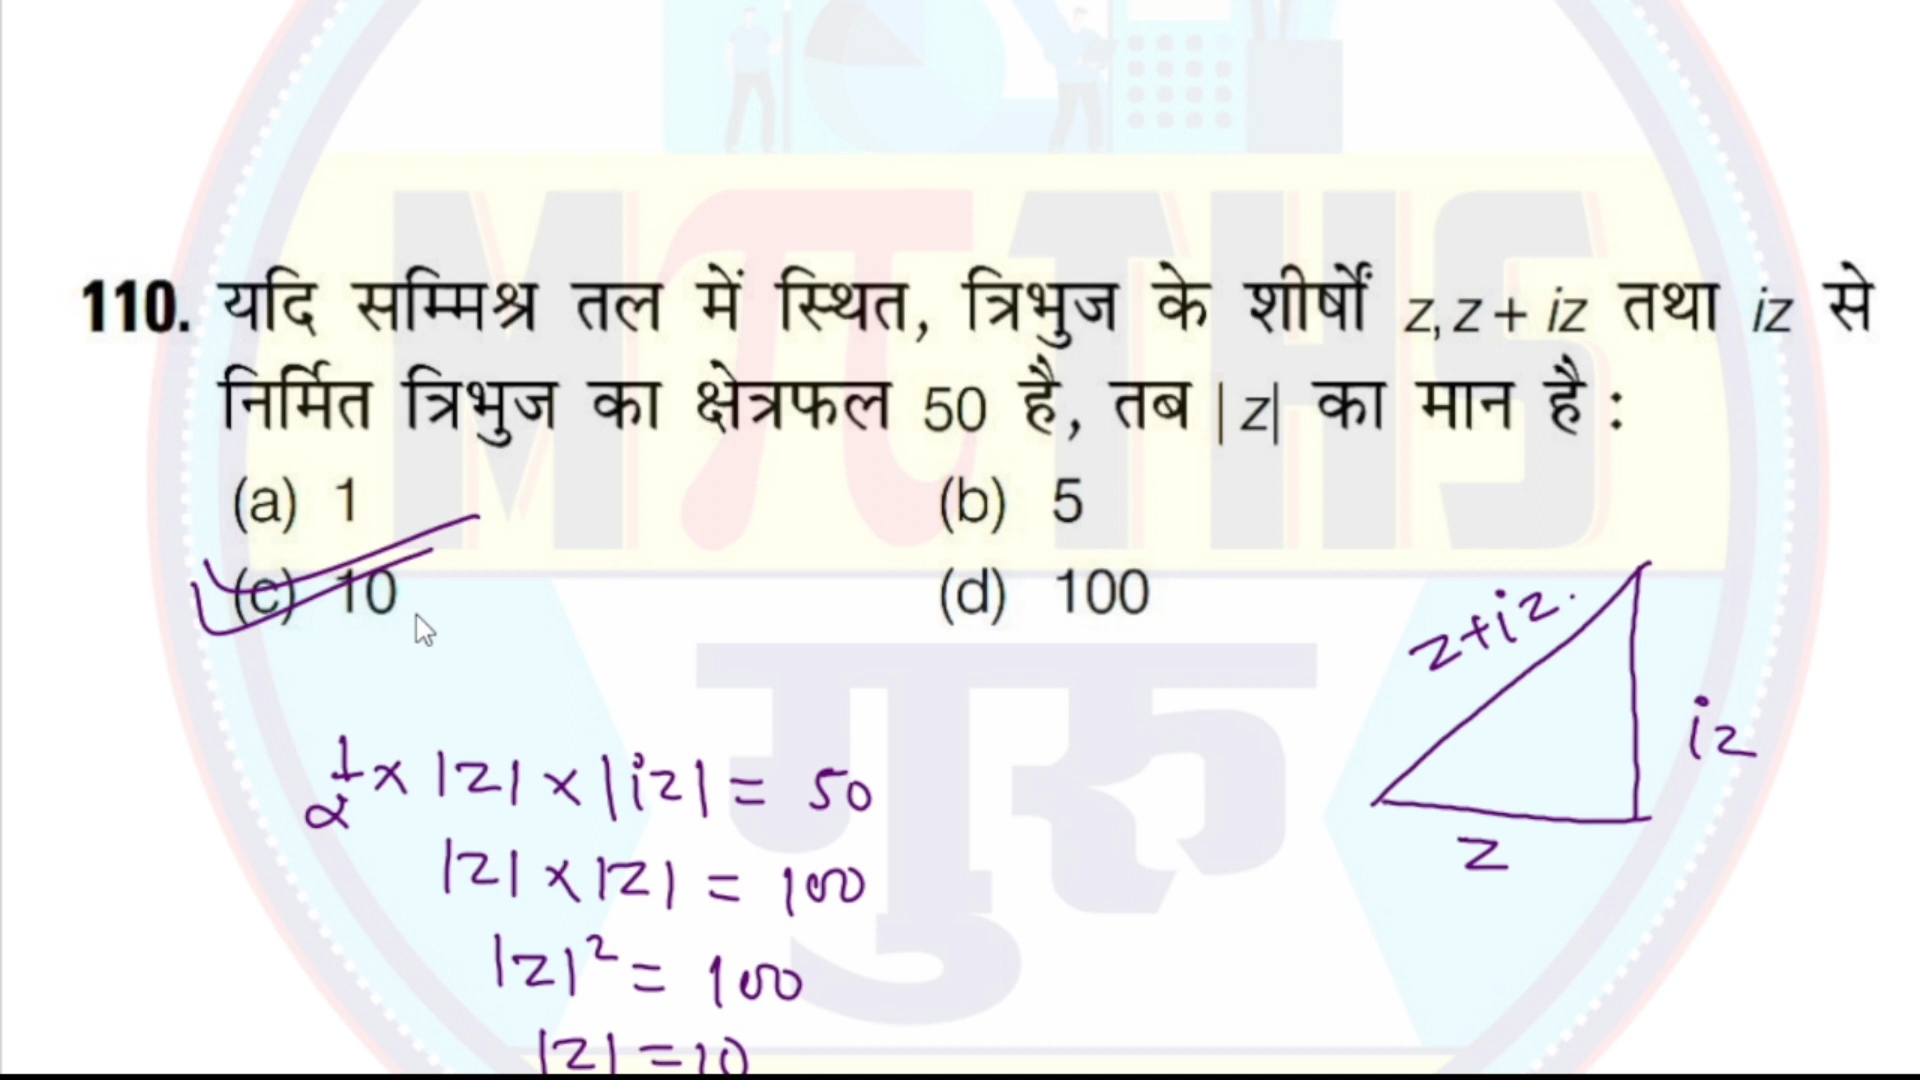 110. यदि सम्मिश्र तल में स्थित, त्रिभुज के शीर्षों z, z + iz तथा iz से
निर्मित त्रिभुज का क्षेत्रफल 50 है, तब |z| का मान है :
(a) 1 (b) 5
(c) 10 (d) 100
z+iz.
iz
z
1/2 × |z| × |iz| = 50
|z| × |z| = 100
|z|² = 100
|z| = 10
MπTHS
गुरु